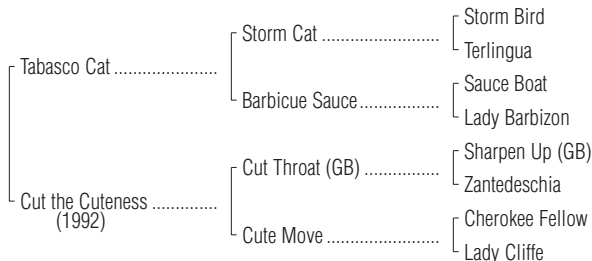 Storm Bird
Storm Cat
Terlingua
Tabasco Cat
Sauce Boat
Barbicue Sauce
Lady Barbizon
Sharpen Up (GB)
Cut Throat (GB)
Zantedeschia
Cut the Cuteness
(1992)
Cherokee Fellow
Cute Move
Lady Cliffe